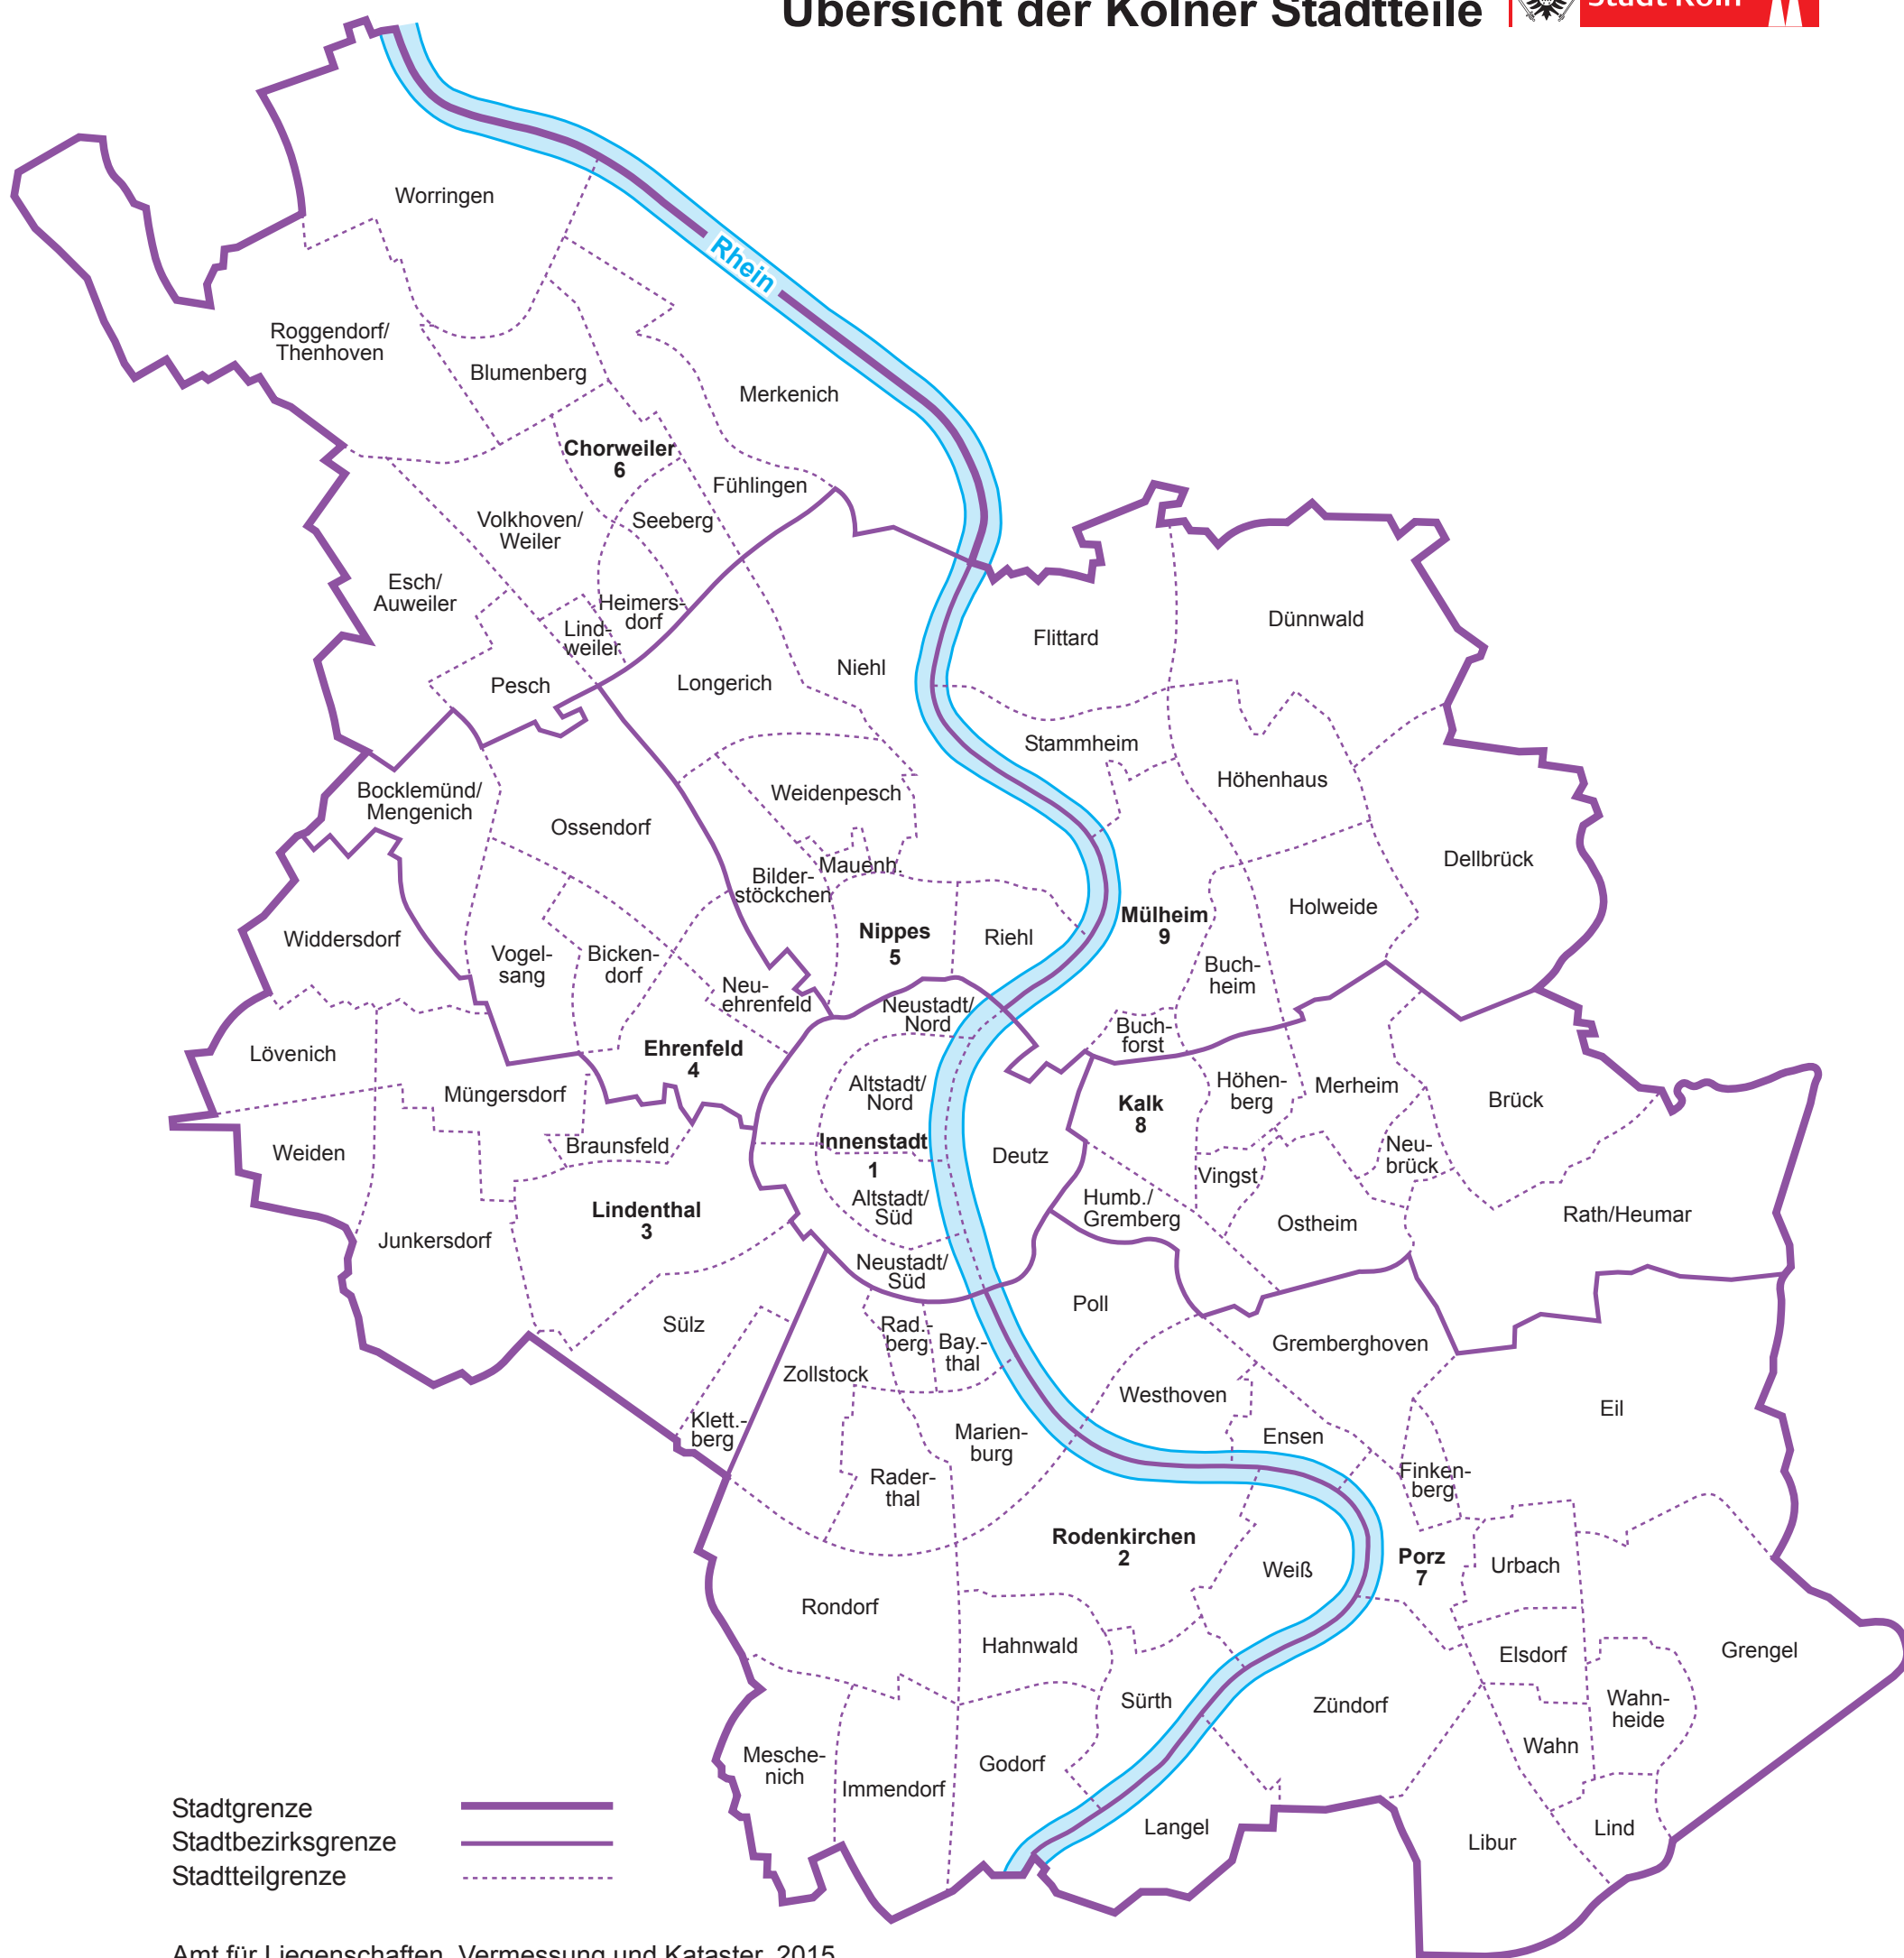 Übersicht der Kölner Stadtteile
Stadt Köln
Worringen
Rhein
Roggendorf/
Thenhoven
Blumenberg
Merkenich
Chorweiler
6
Fühlingen
Volkhoven/
Weiler
Seeberg
Esch/
Auweiler
Heimers-
dorf
Lind-
weiler
Pesch
Longerich
Niehl
Flittard
Dünnwald
Stammheim
Höhenhaus
Bocklemünd/
Mengenich
Ossendorf
Weidenpesch
Mauenh.
Bilder-
stöckchen
Dellbrück
Holweide
Mülheim
9
Widdersdorf
Vogel-
sang
Bicken-
dorf
Neu-
ehrenfeld
Nippes
5
Riehl
Buch-
heim
Neustadt/
Nord
Buch-
forst
Lövenich
Ehrenfeld
4
Müngersdorf
Altstadt/
Nord
Höhen-
berg
Merheim
Brück
Kalk
8
Weiden
Braunsfeld
Innenstadt
1
Deutz
Neu-
brück
Vingst
Altstadt/
Süd
Humb./
Gremberg
Lindenthal
3
Junkersdorf
Ostheim
Rath/Heumar
Neustadt/
Süd
Poll
Sülz
Rad.-
berg
Bay.-
thal
Gremberghoven
Zollstock
Westhoven
Eil
Klett.-
berg
Marien-
burg
Ensen
Rader-
thal
Finken-
berg
Rodenkirchen
2
Weiß
Porz
7
Urbach
Rondorf
Hahnwald
Elsdorf
Grengel
Sürth
Zündorf
Wahn-
heide
Wahn
Mesche-
nich
Immendorf
Godorf
Langel
Libur
Lind
Stadtgrenze
Stadtbezirksgrenze
Stadtteilgrenze
Amt für Liegenschaften, Vermessung und Kataster, 2015